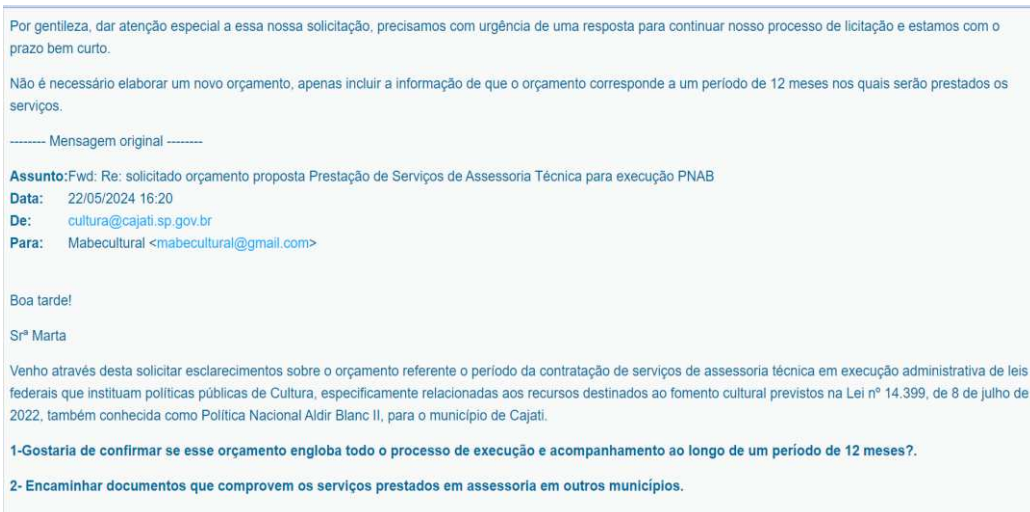 Por gentileza, dar atenção especial a essa nossa solicitação, precisamos com urgência de uma resposta para continuar nosso processo de licitação e estamos com o
prazo bem curto.
Não é necessário elaborar um novo orçamento, apenas incluir a informação de que o orçamento corresponde a um período de 12 meses nos quais serão prestados os
serviços.
-------- Mensagem original --------
Assunto:Fwd: Re: solicitado orçamento proposta Prestação de Serviços de Assessoria Técnica para execução PNAB
Data: 22/05/2024 16:20
De: cultura@cajati.sp.gov.br
Para: Mabecultural <mabecultural@gmail.com>
Boa tarde!
Srª Marta
Venho através desta solicitar esclarecimentos sobre o orçamento referente o período da contratação de serviços de assessoria técnica em execução administrativa de leis
federais que instituam políticas públicas de Cultura, especificamente relacionadas aos recursos destinados ao fomento cultural previstos na Lei nº 14.399, de 8 de julho de
2022, também conhecida como Política Nacional Aldir Blanc II, para o município de Cajati.
1-Gostaria de confirmar se esse orçamento engloba todo o processo de execução e acompanhamento ao longo de um período de 12 meses?.
2- Encaminhar documentos que comprovem os serviços prestados em assessoria em outros municípios.